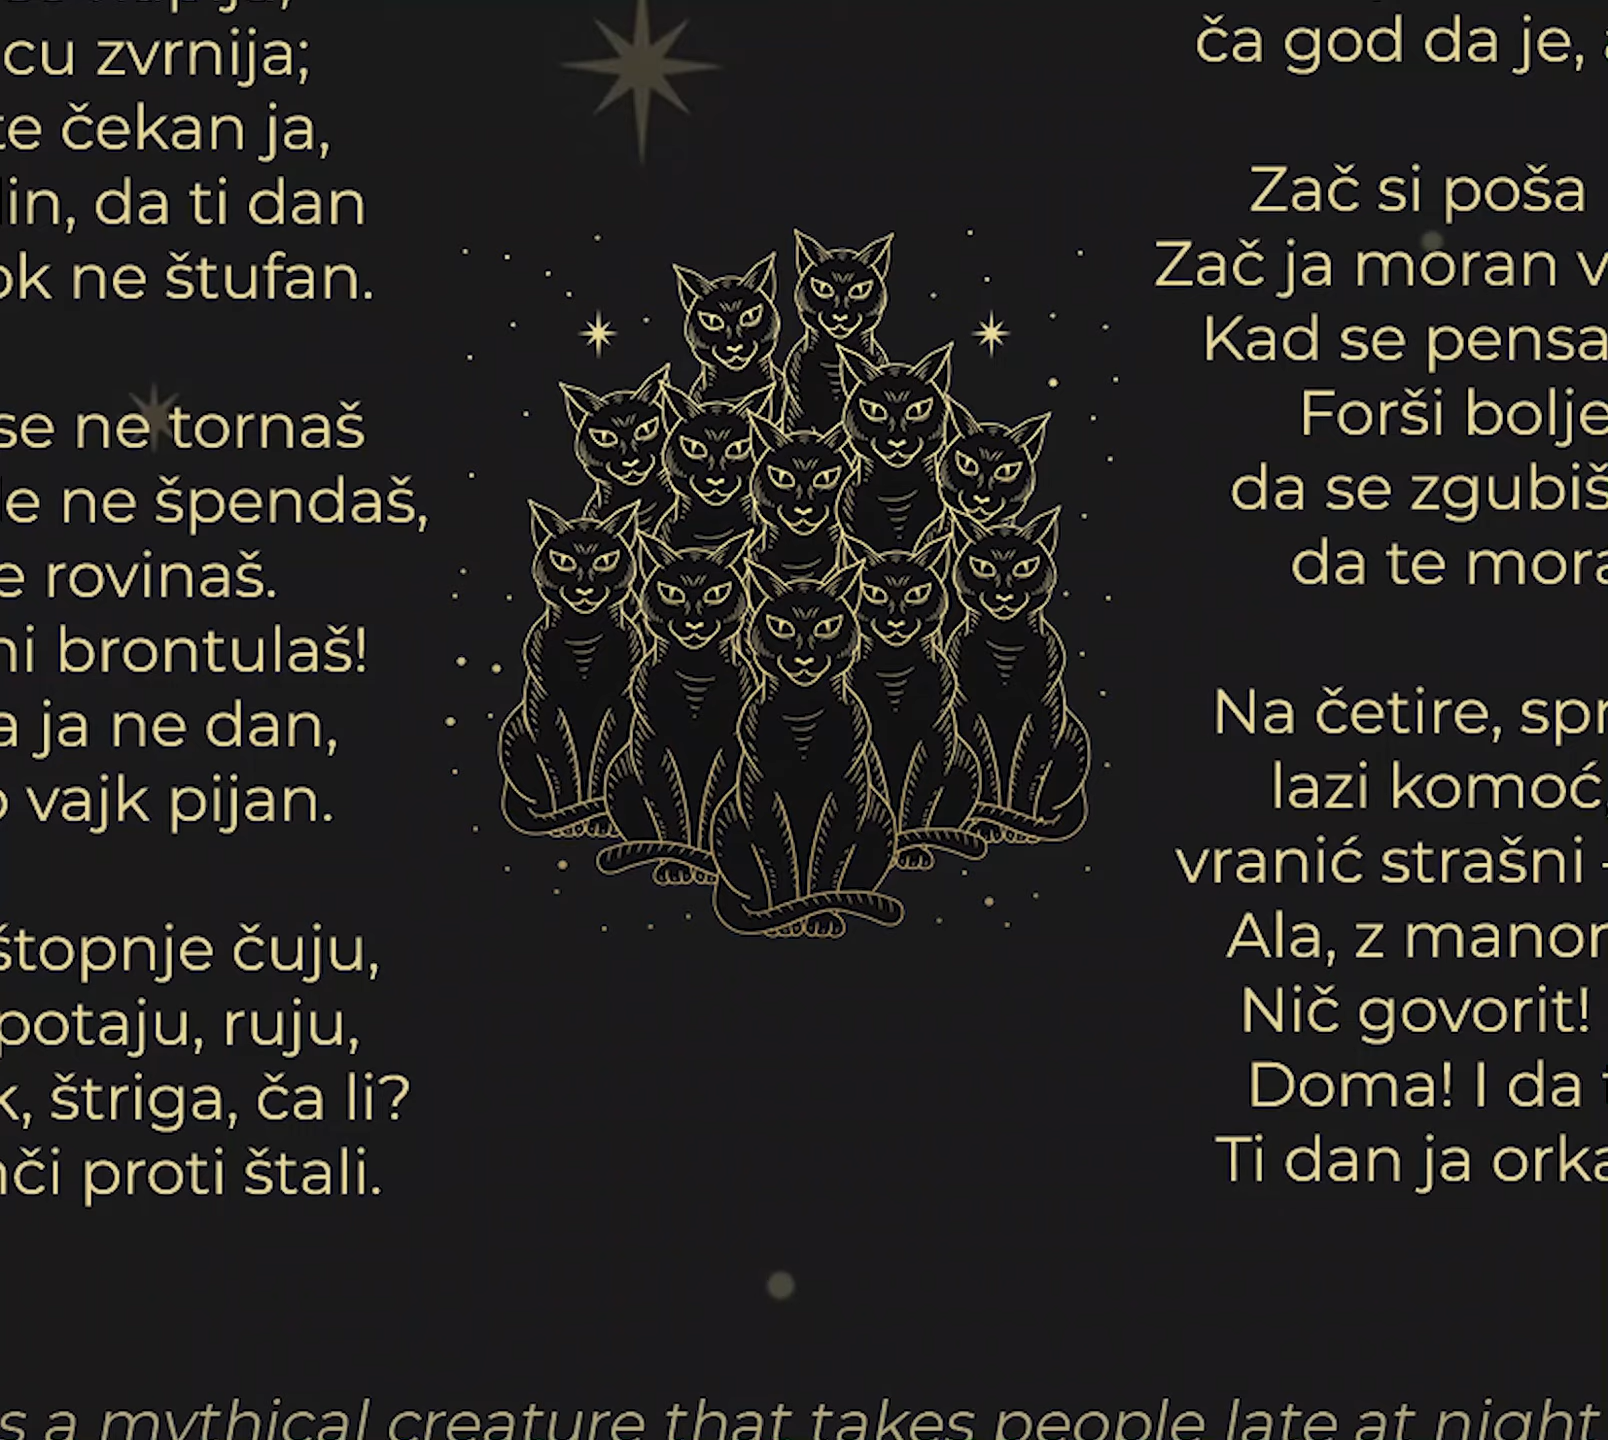 cu zvrnija;
te čekan ja,
lin, da ti dan
ok ne štufan.
se ne tornaš
le ne špendaš,
e rovinaš.
ni brontulaš!
a ja ne dan,
vajk pijan.
štopnje čuju,
potaju, ruju,
k, štriga, ča li?
nči proti štali.
ča god da je,
Zač si poša
Zač ja moran v
Kad se pensa
Forši bolje
da se zgubiš
da te mora
Na četire, spr
lazi komoć,
vranić strašni -
Ala, z manor
Nič govorit!
Doma! I da
Ti dan ja orka
s a mythical creature that takes people late at night